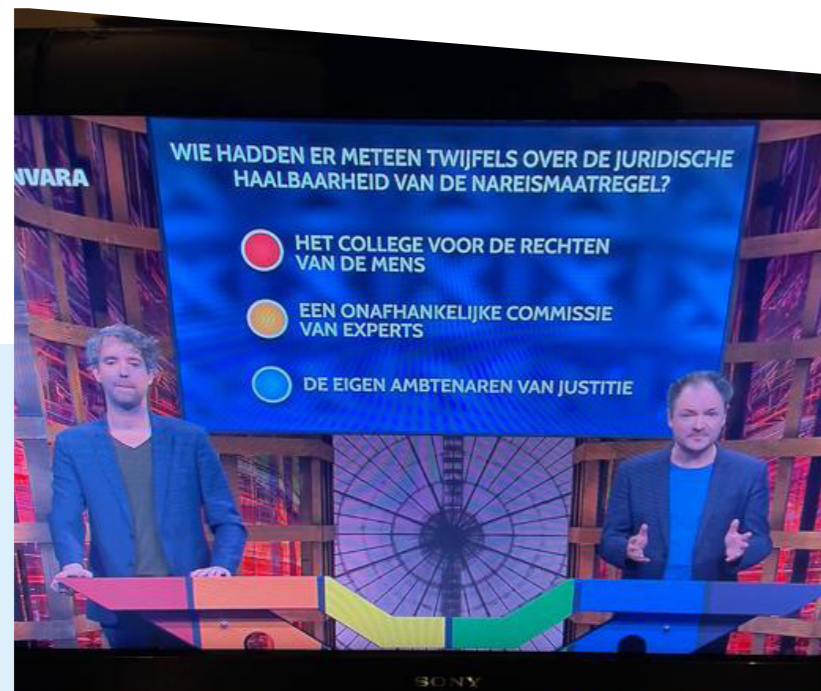 NVARA
WIE HADDEN ER METEEN TWIJFELS OVER DE JURIDISCHE
HAALBAARHEID VAN DE NAREISMAATREGEL?
HET COLLEGE VOOR DE RECHTEN
VAN DE MENS
EEN ONAFHANKELIJKE COMMISSIE
VAN EXPERTS
DE EIGEN AMBTENAREN VAN JUSTITIE
SONY